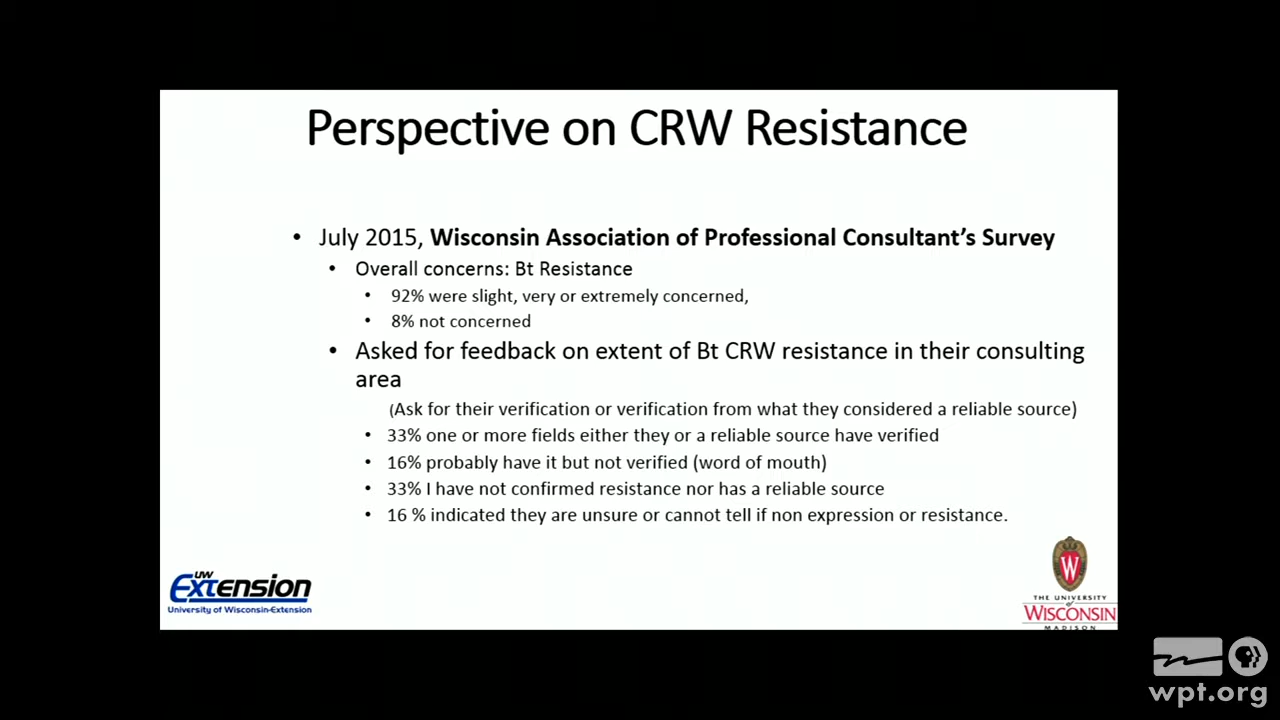 Perspective on CRW Resistance
• July 2015, Wisconsin Association of Professional Consultant's Survey
• Overall concerns: Bt Resistance
• 92% were slight, very or extremely concerned,
• 8% not concerned
• Asked for feedback on extent of Bt CRW resistance in their consulting
area
(Ask for their verification or verification from what they considered a reliable source)
• 33% one or more fields either they or a reliable source have verified
• 16% probably have it but not verified (word of mouth)
• 33% I have not confirmed resistance nor has a reliable source
• 16 % indicated they are unsure or cannot tell if non expression or resistance.
UW
Extension
University of Wisconsin-Extension
W
THE UNIVERSITY
of
WISCONSIN
MADISON
wpt.org